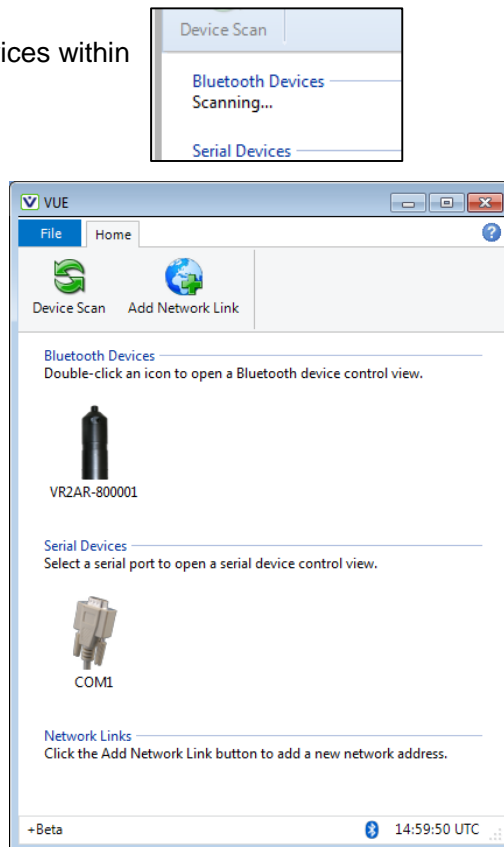 ices within
Device Scan
Bluetooth Devices
Scanning...
Serial Devices
VUE
File Home
Device Scan Add Network Link
Bluetooth Devices
Double-click an icon to open a Bluetooth device control view.
VR2AR-800001
Serial Devices
Select a serial port to open a serial device control view.
COM1
Network Links
Click the Add Network Link button to add a new network address.
+Beta 14:59:50 UTC